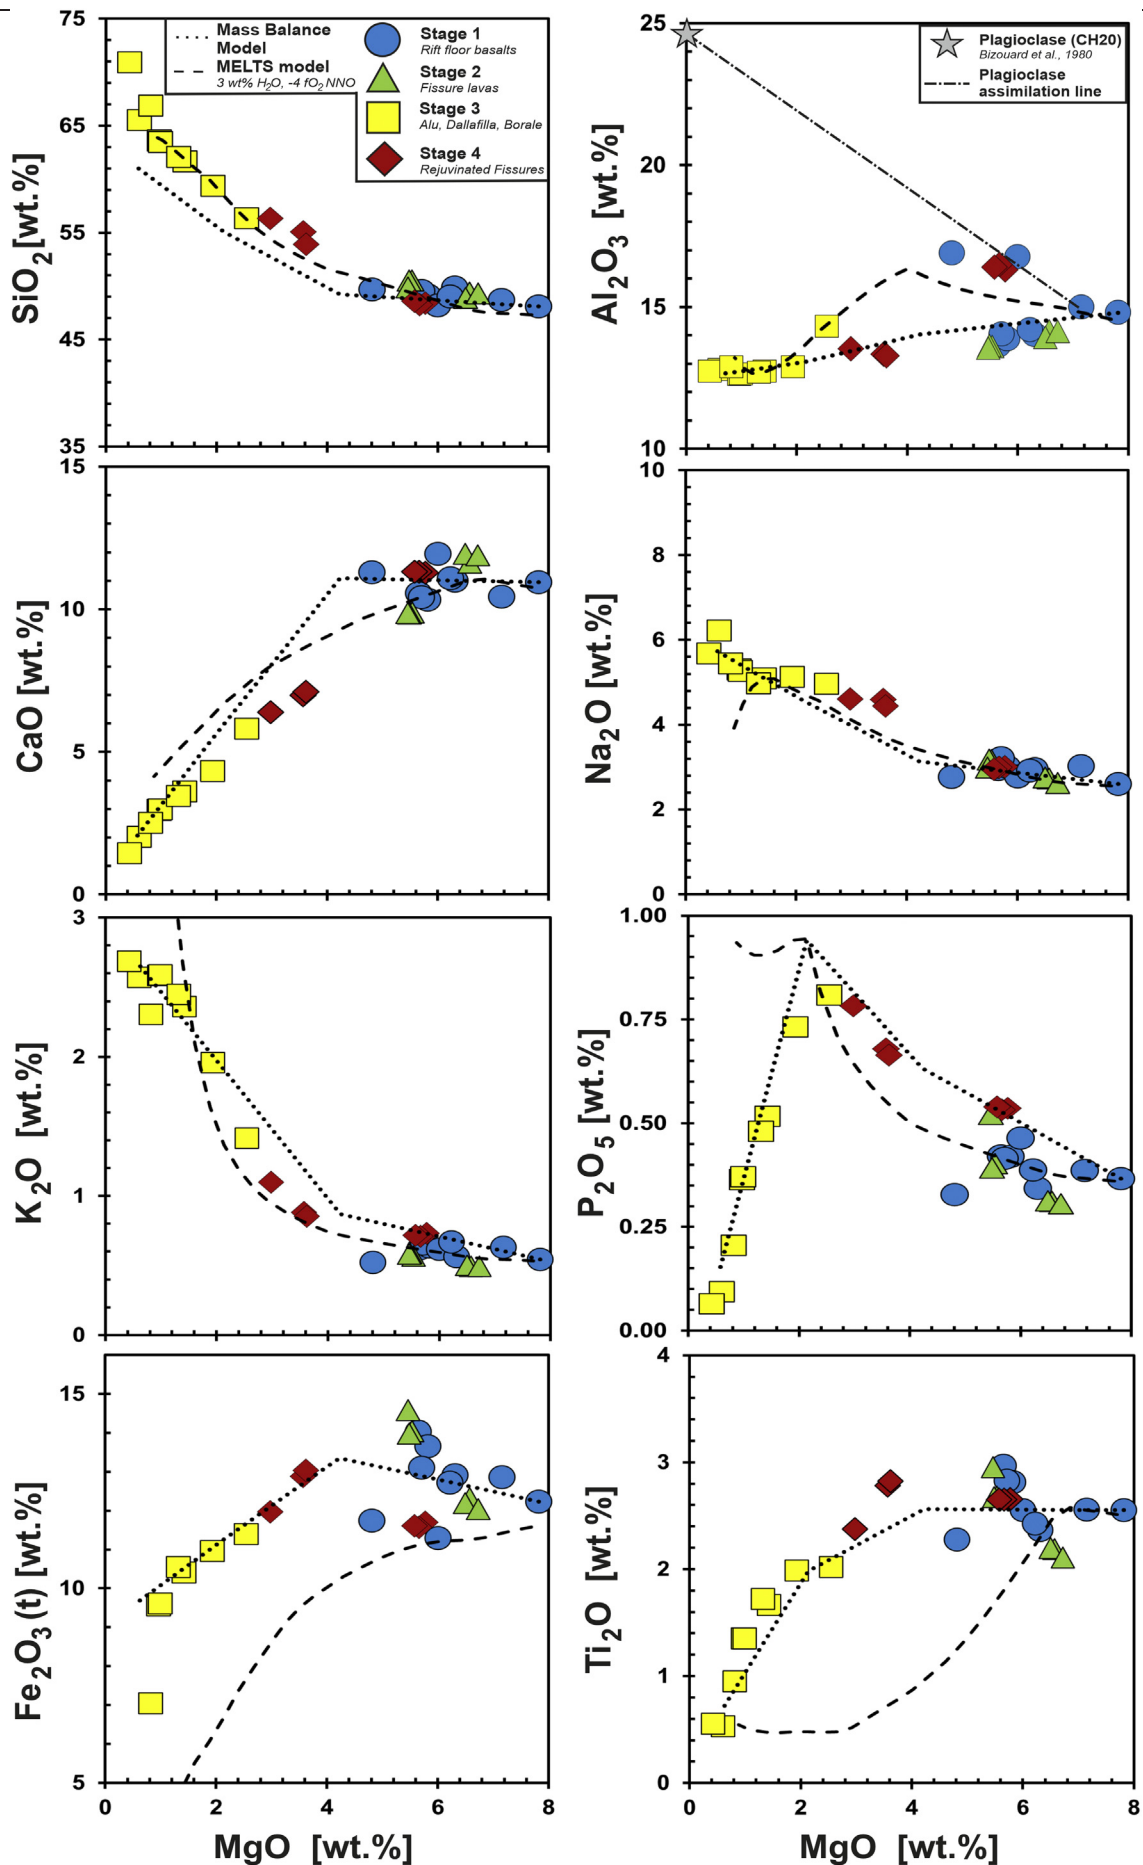 75
65
55
45
35
SiO2[wt.%]
Mass Balance
Model
MELTS model
3 wt% H2O, -4 fO2 NNO
Stage 1
Rift floor basalts
Stage 2
Fissure lavas
Stage 3
Alu, Dallafilla, Borale
Stage 4
Rejuvinated Fissures
25
20
15
10
Al2O3 [wt.%]
Plagioclase (CH20)
Bizouard et al., 1980
Plagioclase
assimilation line
15
10
5
0
CaO [wt.%]
10
8
6
4
2
0
Na2O [wt.%]
3
2
1
0
K2O [wt.%]
1.00
0.75
0.50
0.25
0.00
P2O5 [wt.%]
15
10
5
Fe2O3(t) [wt.%]
0 2 4 6 8
MgO [wt.%]
4
3
2
1
0
Ti2O [wt.%]
0 2 4 6 8
MgO [wt.%]